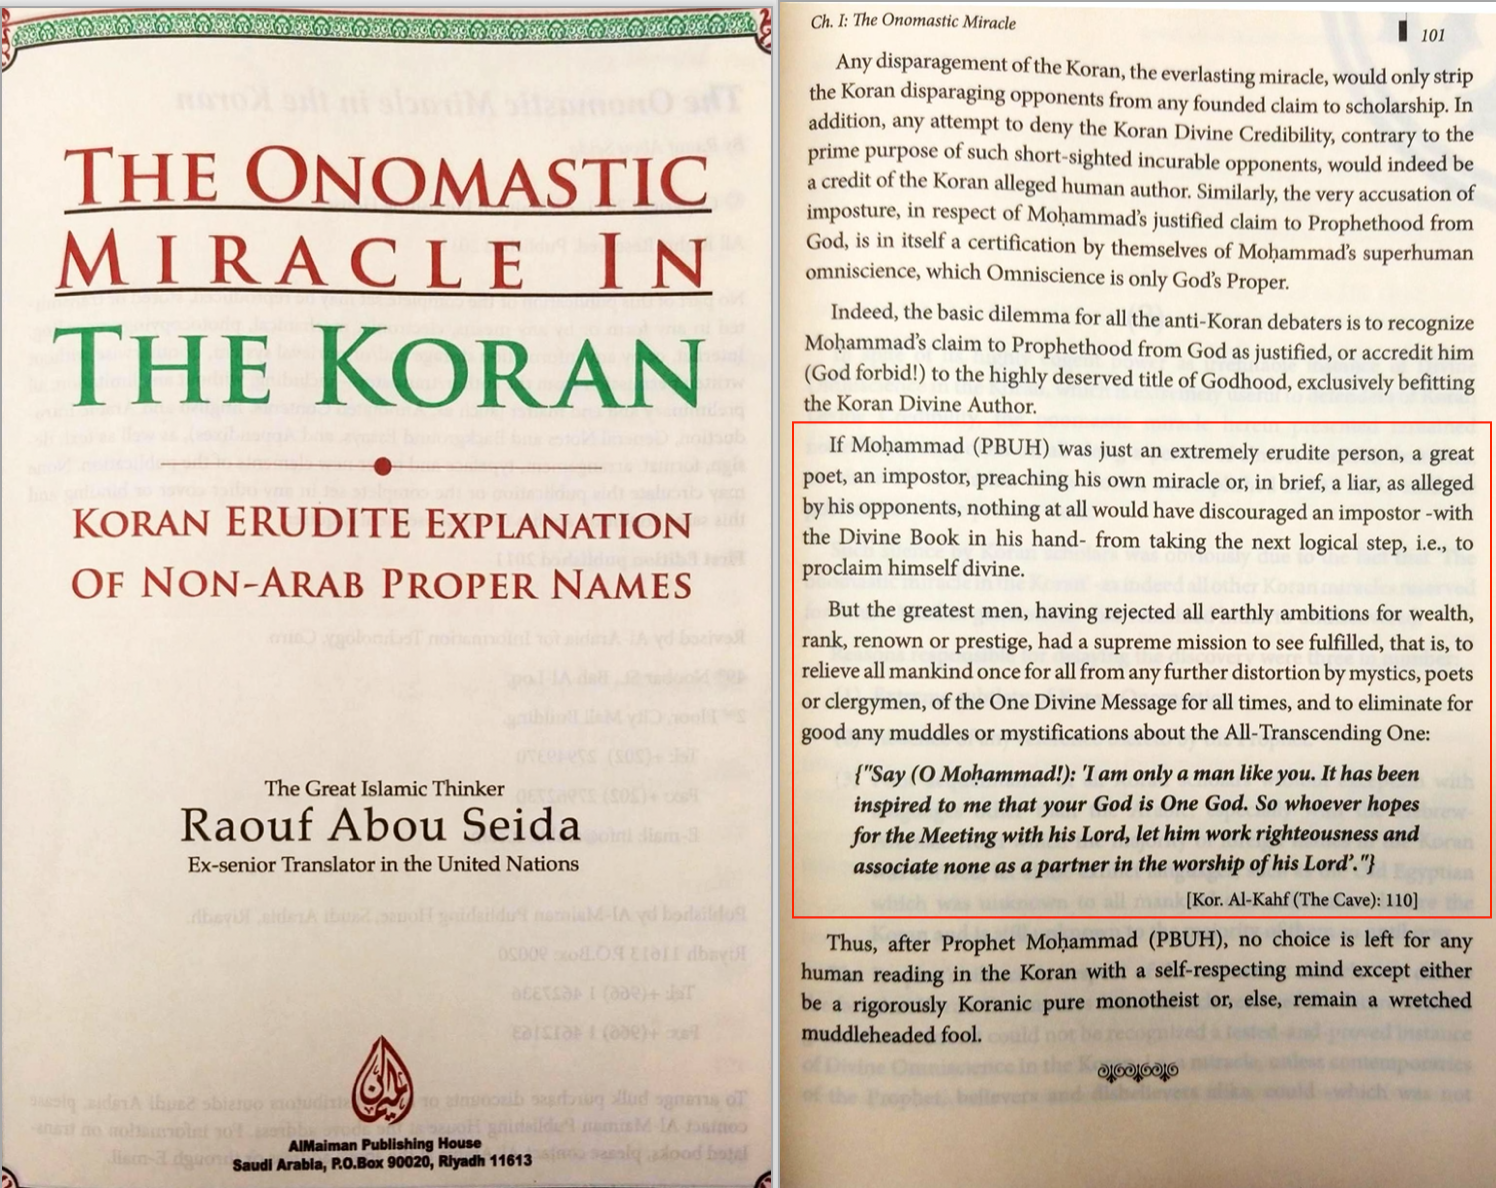 THE ONOMASTIC
MIRACLE IN
THE KORAN
KORAN ERUDITE EXPLANATION
OF NON-ARAB PROPER NAMES
The Great Islamic Thinker
Raouf Abou Seida
Ex-senior Translator in the United Nations
AlMaiman Publishing House
Saudi Arabia, P.O.Box 90020, Riyadh 11613
Ch. I: The Onomastic Miracle
101
Any disparagement of the Koran, the everlasting miracle, would only strip
the Koran disparaging opponents from any founded claim to scholarship. In
addition, any attempt to deny the Koran Divine Credibility, contrary to the
prime purpose of such short-sighted incurable opponents, would indeed be
a credit of the Koran alleged human author. Similarly, the very accusation of
imposture, in respect of Moḥammad's justified claim to Prophethood from
God, is in itself a certification by themselves of Moḥammad's superhuman
omniscience, which Omniscience is only God's Proper.
Indeed, the basic dilemma for all the anti-Koran debaters is to recognize
Moḥammad's claim to Prophethood from God as justified, or accredit him
(God forbid!) to the highly deserved title of Godhood, exclusively befitting
the Koran Divine Author.
If Moḥammad (PBUH) was just an extremely erudite person, a great
poet, an impostor, preaching his own miracle or, in brief, a liar, as alleged
by his opponents, nothing at all would have discouraged an impostor -with
the Divine Book in his hand- from taking the next logical step, i.e., to
proclaim himself divine.
But the greatest men, having rejected all earthly ambitions for wealth,
rank, renown or prestige, had a supreme mission to see fulfilled, that is, to
relieve all mankind once for all from any further distortion by mystics, poets
or clergymen, of the One Divine Message for all times, and to eliminate for
good any muddles or mystifications about the All-Transcending One:
{"Say (O Moḥammad!): 'I am only a man like you. It has been
inspired to me that your God is One God. So whoever hopes
for the Meeting with his Lord, let him work righteousness and
associate none as a partner in the worship of his Lord'."}
[Kor. Al-Kahf (The Cave): 110]
Thus, after Prophet Moḥammad (PBUH), no choice is left for any
human reading in the Koran with a self-respecting mind except either
be a rigorously Koranic pure monotheist or, else, remain a wretched
muddleheaded fool.